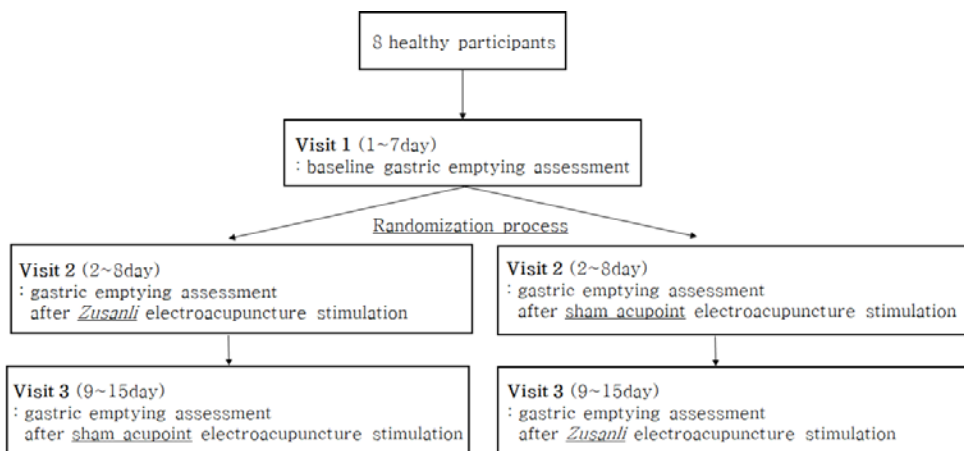 8 healthy participants
Visit 1 (1~7day)
: baseline gastric emptying assessment
Randomization process
Visit 2 (2~8day)
: gastric emptying assessment
after Zusanli electroacupuncture stimulation
Visit 2 (2~8day)
: gastric emptying assessment
after sham acupoint electroacupuncture stimulation
Visit 3 (9~15day)
: gastric emptying assessment
after sham acupoint electroacupuncture stimulation
Visit 3 (9~15day)
: gastric emptying assessment
after Zusanli electroacupuncture stimulation